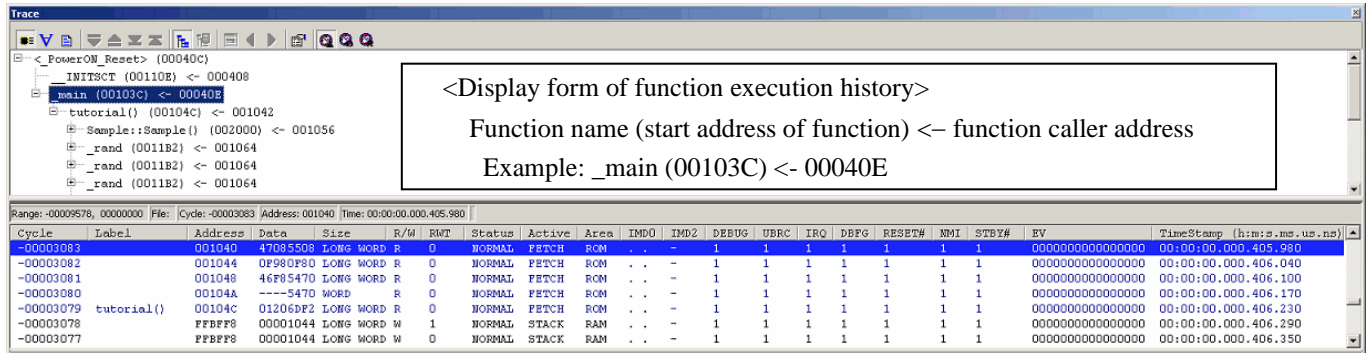 Trace
<_PowerON_Reset> (00040C)
__INITSCT (00110E) <- 000408
_main (00103C) <- 00040E
tutorial() (00104C) <- 001042
Sample::Sample() (002000) <- 001056
_rand (0011B2) <- 001064
_rand (0011B2) <- 001064
_rand (0011B2) <- 001064
<Display form of function execution history>
Function name (start address of function) <– function caller address
Example: _main (00103C) <- 00040E
Range: -00009578, 00000000 File: Cycle: -00003083 Address: 001040 Time: 00:00:00.000.405.980
Cycle Label Address Data Size R/W RWT Status Active Area IMD0 IMD2 DEBUG UBRC IRQ DBFG RESET# NMI STBY# EV TimeStamp (h:m:s.ms.us.ns)
-00003083 001040 47085508 LONG WORD R 0 NORMAL FETCH ROM . . - 1 1 1 1 1 1 1 0000000000000000 00:00:00.000.405.980
-00003082 001044 0F980F80 LONG WORD R 0 NORMAL FETCH ROM . . - 1 1 1 1 1 1 1 0000000000000000 00:00:00.000.406.040
-00003081 001048 46F85470 LONG WORD R 0 NORMAL FETCH ROM . . - 1 1 1 1 1 1 1 0000000000000000 00:00:00.000.406.100
-00003080 00104A ----5470 WORD R 0 NORMAL FETCH ROM . . - 1 1 1 1 1 1 1 0000000000000000 00:00:00.000.406.170
-00003079 tutorial() 00104C 01206DF2 LONG WORD R 0 NORMAL FETCH ROM . . - 1 1 1 1 1 1 1 0000000000000000 00:00:00.000.406.230
-00003078 FFBFF8 00001044 LONG WORD W 1 NORMAL STACK RAM . . - 1 1 1 1 1 1 1 0000000000000000 00:00:00.000.406.290
-00003077 FFBFF8 00001044 LONG WORD W 0 NORMAL STACK RAM . . - 1 1 1 1 1 1 1 0000000000000000 00:00:00.000.406.350